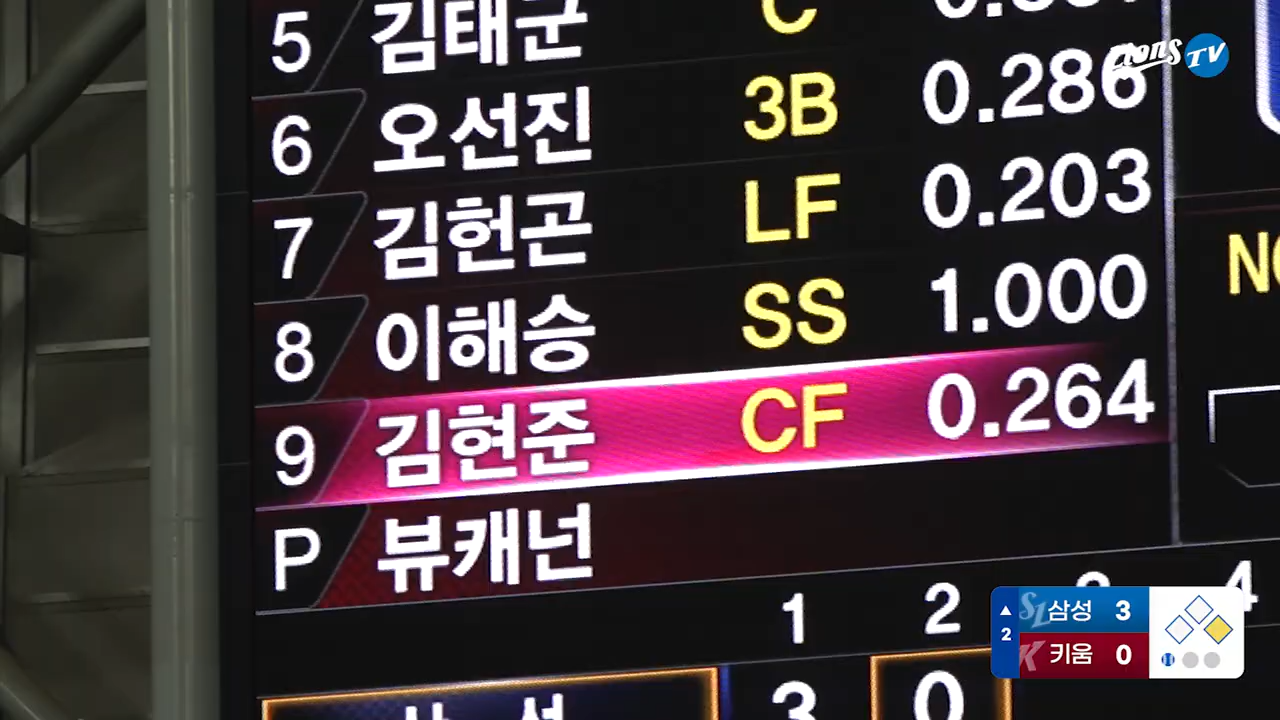 5 김태군 C
Lions TV
6 오선진 3B 0.286
7 김헌곤 LF 0.203
8 이해승 SS 1.000
9 김현준 CF 0.264
P 뷰캐넌
1 2 3 4
3 0
▲ 2
SL 삼성 3
K 키움 0